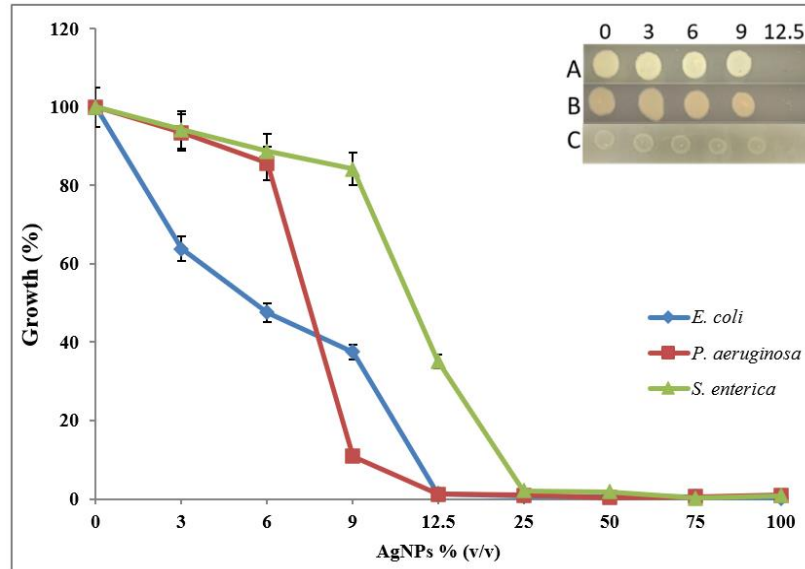 120
100
80
60
40
20
0
Growth (%)
0 3 6 9 12.5 25 50 75 100
AgNPs % (v/v)
0 3 6 9 12.5
A
B
C
E. coli
P. aeruginosa
S. enterica